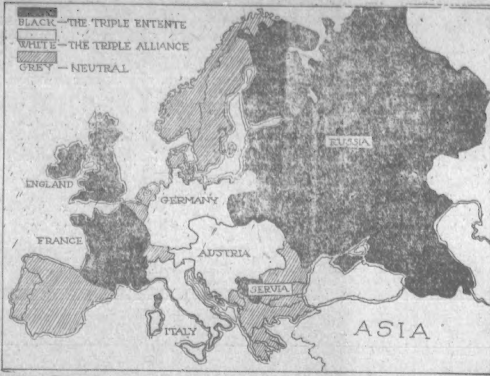 BLACK — THE TRIPLE ENTENTE
WHITE — THE TRIPLE ALLIANCE
GREY — NEUTRAL
RUSSIA
ENGLAND
GERMANY
FRANCE
AUSTRIA
SERVIA
ITALY
ASIA